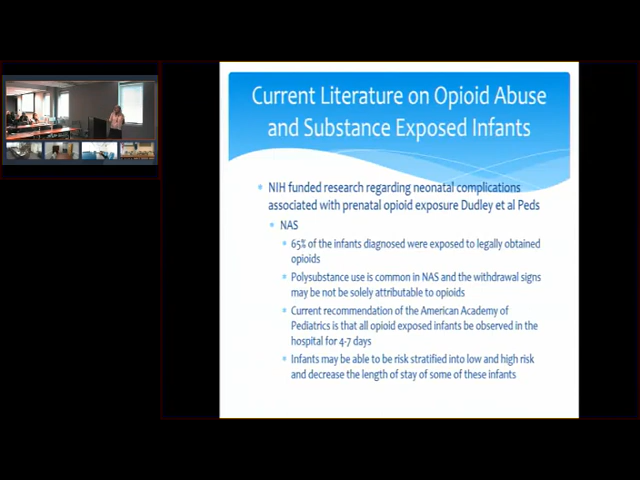 Current Literature on Opioid Abuse
and Substance Exposed Infants
NIH funded research regarding neonatal complications
associated with prenatal opioid exposure Dudley et al Peds
NAS
65% of the infants diagnosed were exposed to legally obtained
opioids
Polysubstance use is common in NAS and the withdrawal signs
may be not be solely attributable to opioids
Current recommendation of the American Academy of
Pediatrics is that all opioid exposed infants be observed in the
hospital for 4-7 days
Infants may be able to be risk stratified into low and high risk
and decrease the length of stay of some of these infants